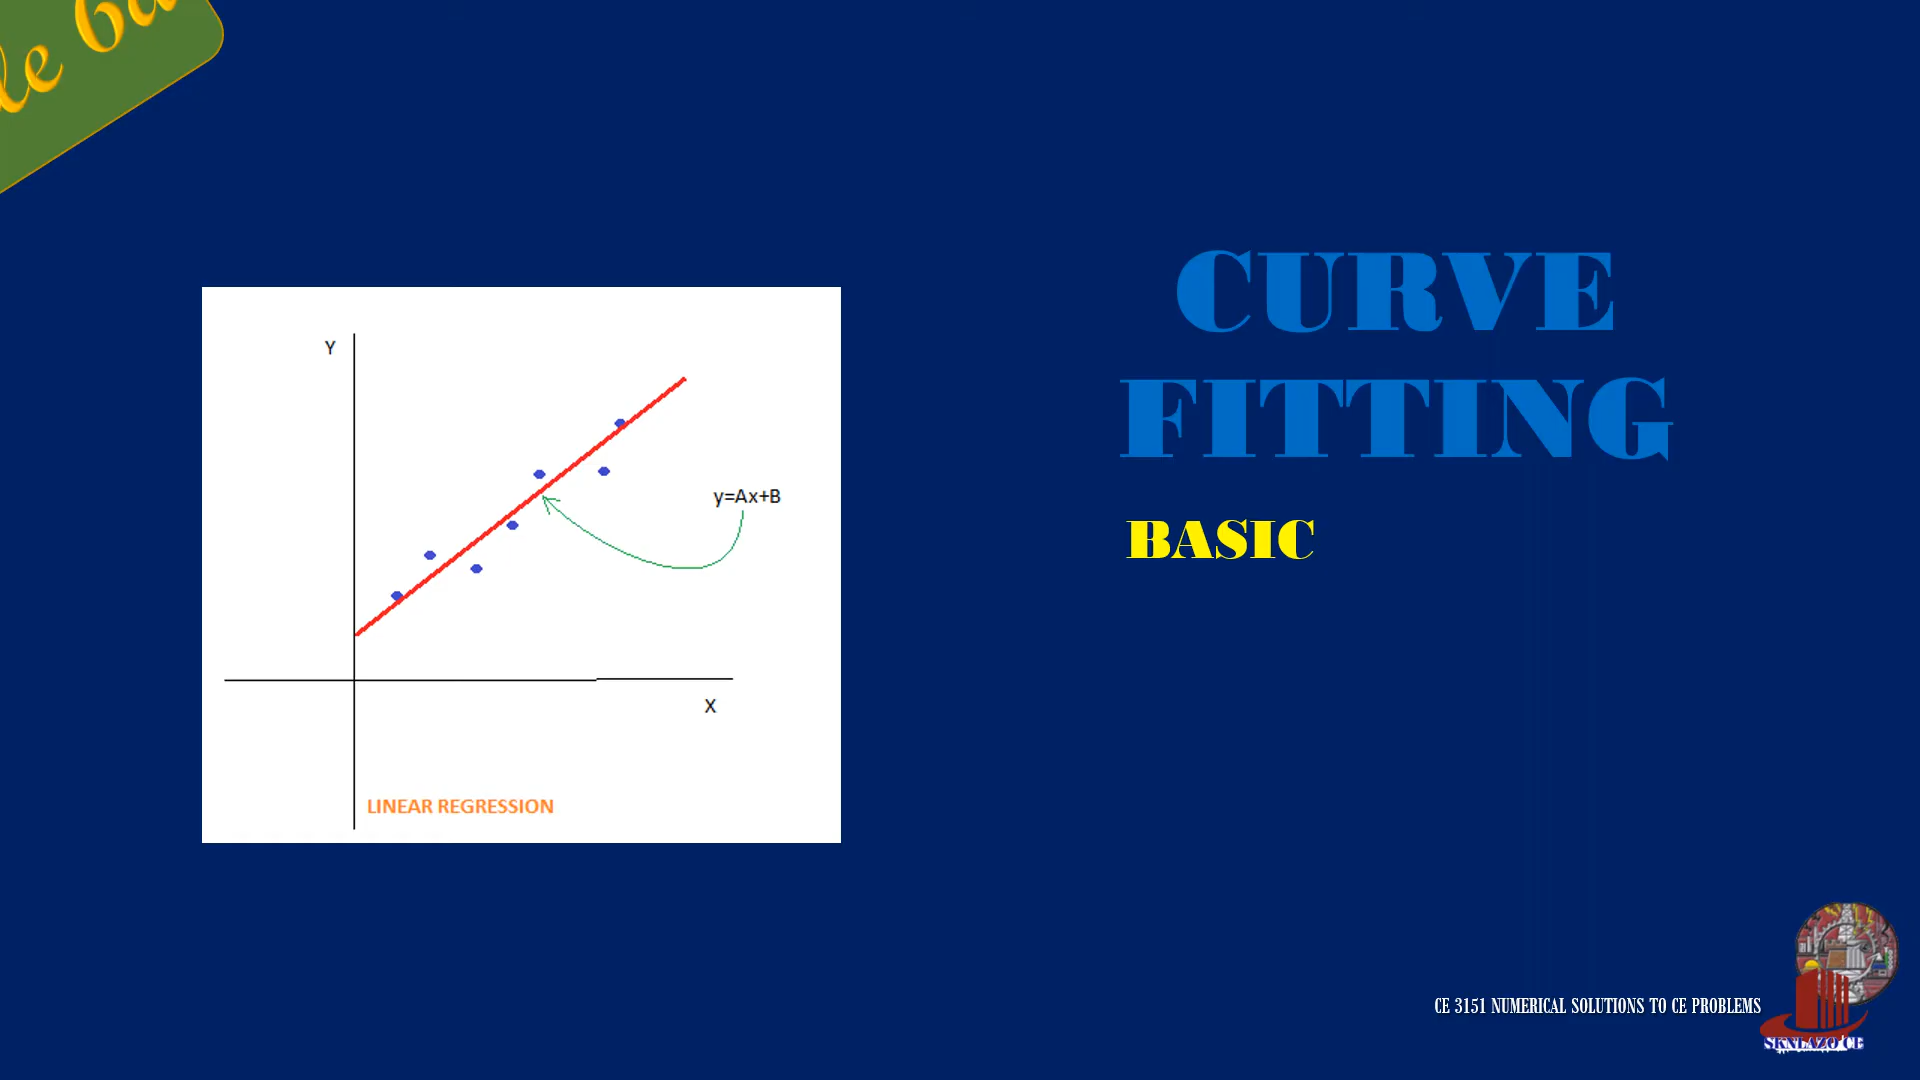 CURVE
FITTING
BASIC
Y
y=Ax+B
X
LINEAR REGRESSION
CE 3151 NUMERICAL SOLUTIONS TO CE PROBLEMS